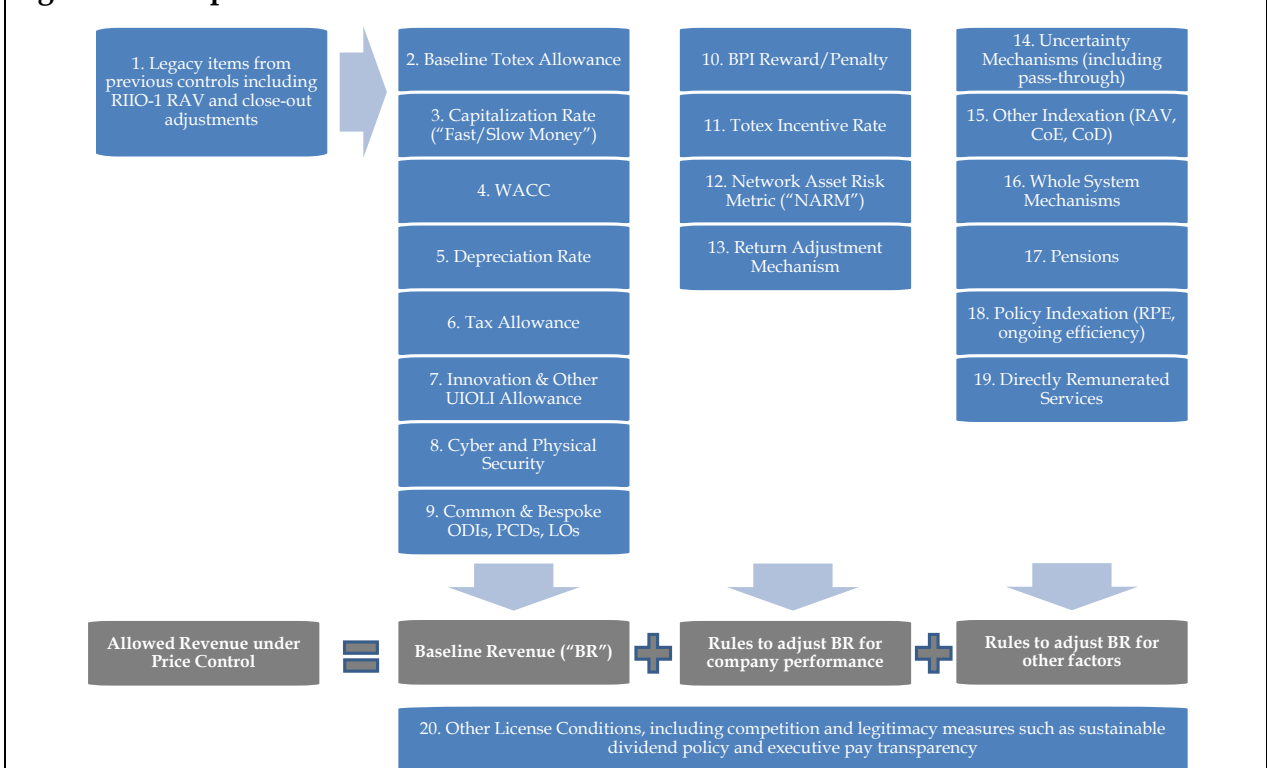 1. Legacy items from
previous controls including
RIIO-1 RAV and close-out
adjustments
2. Baseline Totex Allowance
3. Capitalization Rate
(“Fast/Slow Money”)
4. WACC
5. Depreciation Rate
6. Tax Allowance
7. Innovation & Other
UIOLI Allowance
8. Cyber and Physical
Security
9. Common & Bespoke
ODIs, PCDs, LOs
10. BPI Reward/Penalty
11. Totex Incentive Rate
12. Network Asset Risk
Metric (“NARM”)
13. Return Adjustment
Mechanism
14. Uncertainty
Mechanisms (including
pass-through)
15. Other Indexation (RAV,
CoE, CoD)
16. Whole System
Mechanisms
17. Pensions
18. Policy Indexation (RPE,
ongoing efficiency)
19. Directly Remunerated
Services
Allowed Revenue under
Price Control
=
Baseline Revenue (“BR”)
+
Rules to adjust BR for
company performance
+
Rules to adjust BR for
other factors
20. Other License Conditions, including competition and legitimacy measures such as sustainable
dividend policy and executive pay transparency